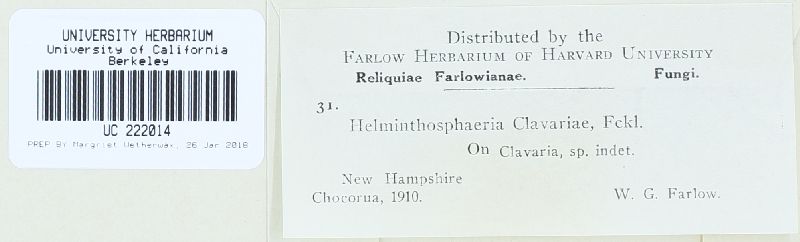 UNIVERSITY HERBARIUM
University of California
Berkeley
UC 222014
PREP BY Margriet Wetherwax, 26 Jan 2018
Distributed by the
FARLOW HERBARIUM OF HARVARD UNIVERSITY
Reliquiae Farlowianae. Fungi.
31.
Helminthosphaeria Clavariae, Fckl.
On Clavaria, sp. indet.
New Hampshire
Chocorua, 1910. W. G. Farlow.